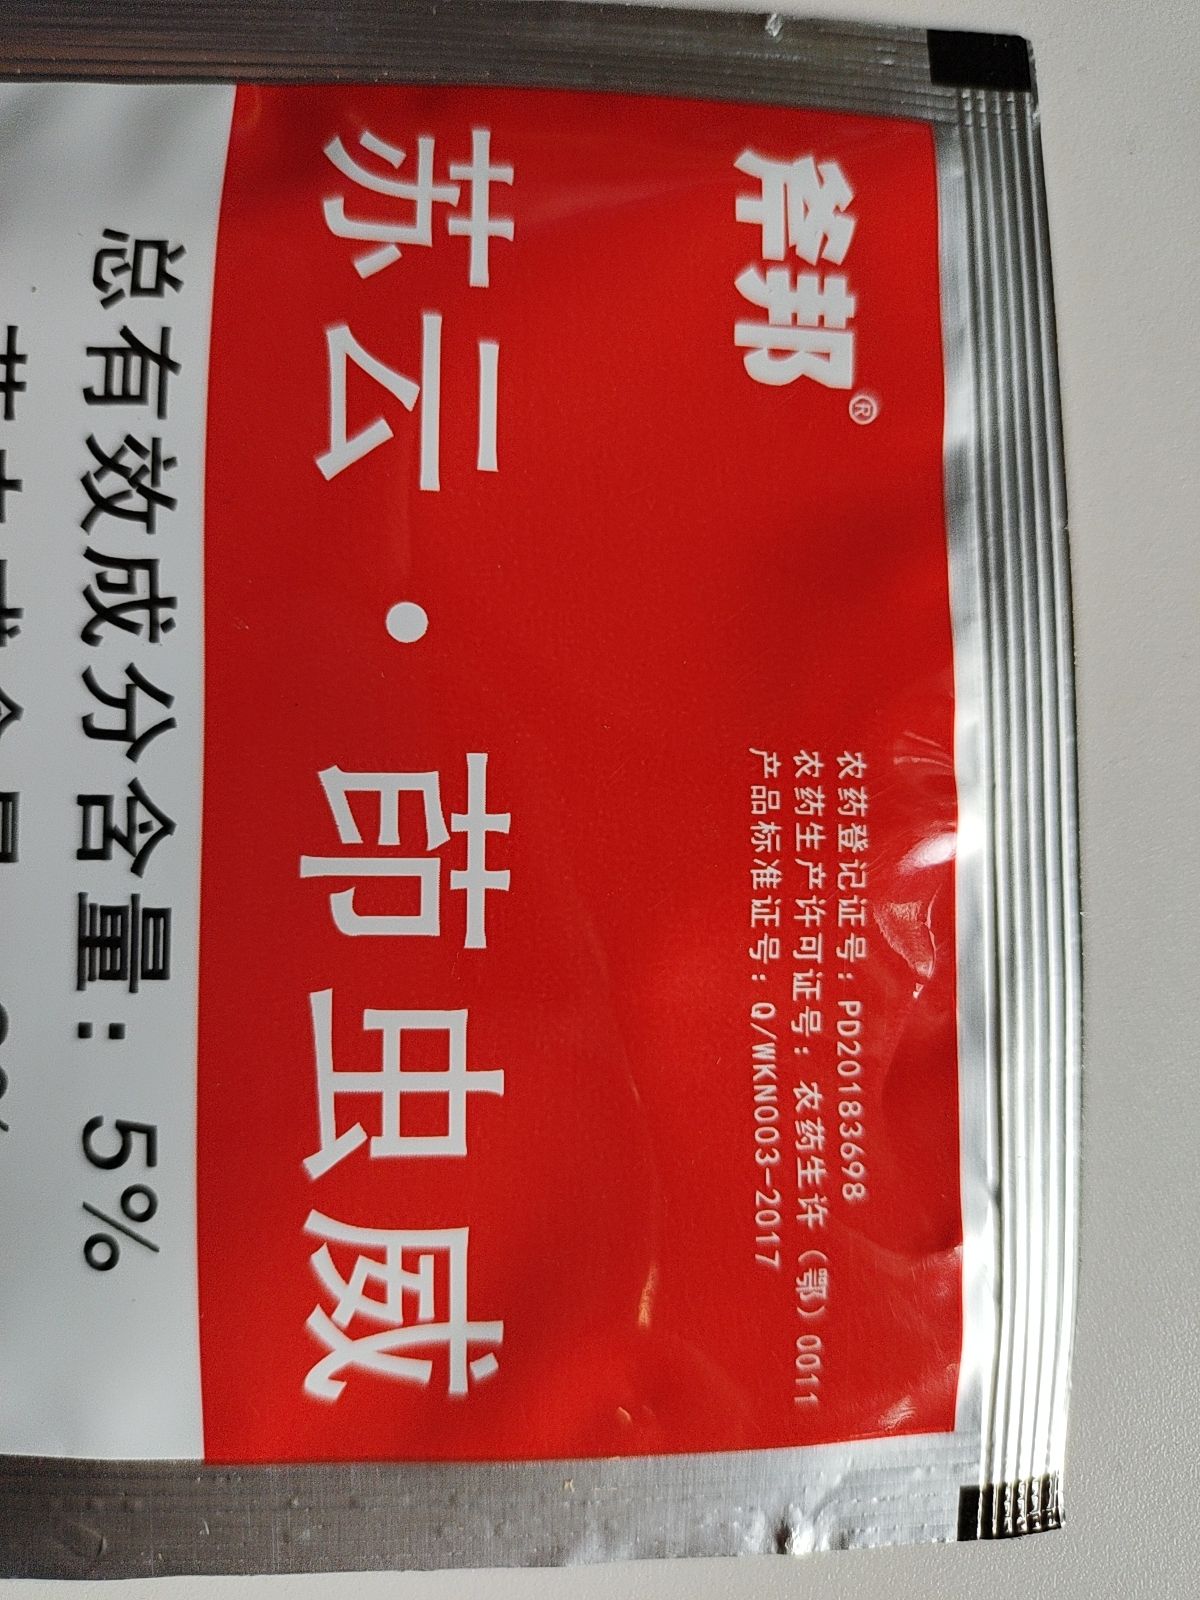 斧邦®
农药登记证号：PD20183698
农药生产许可证号：农药生许（鄂）0011
产品标准证号：Q/WKN003-2017
苏云·茚虫威
总有效成分含量：5%